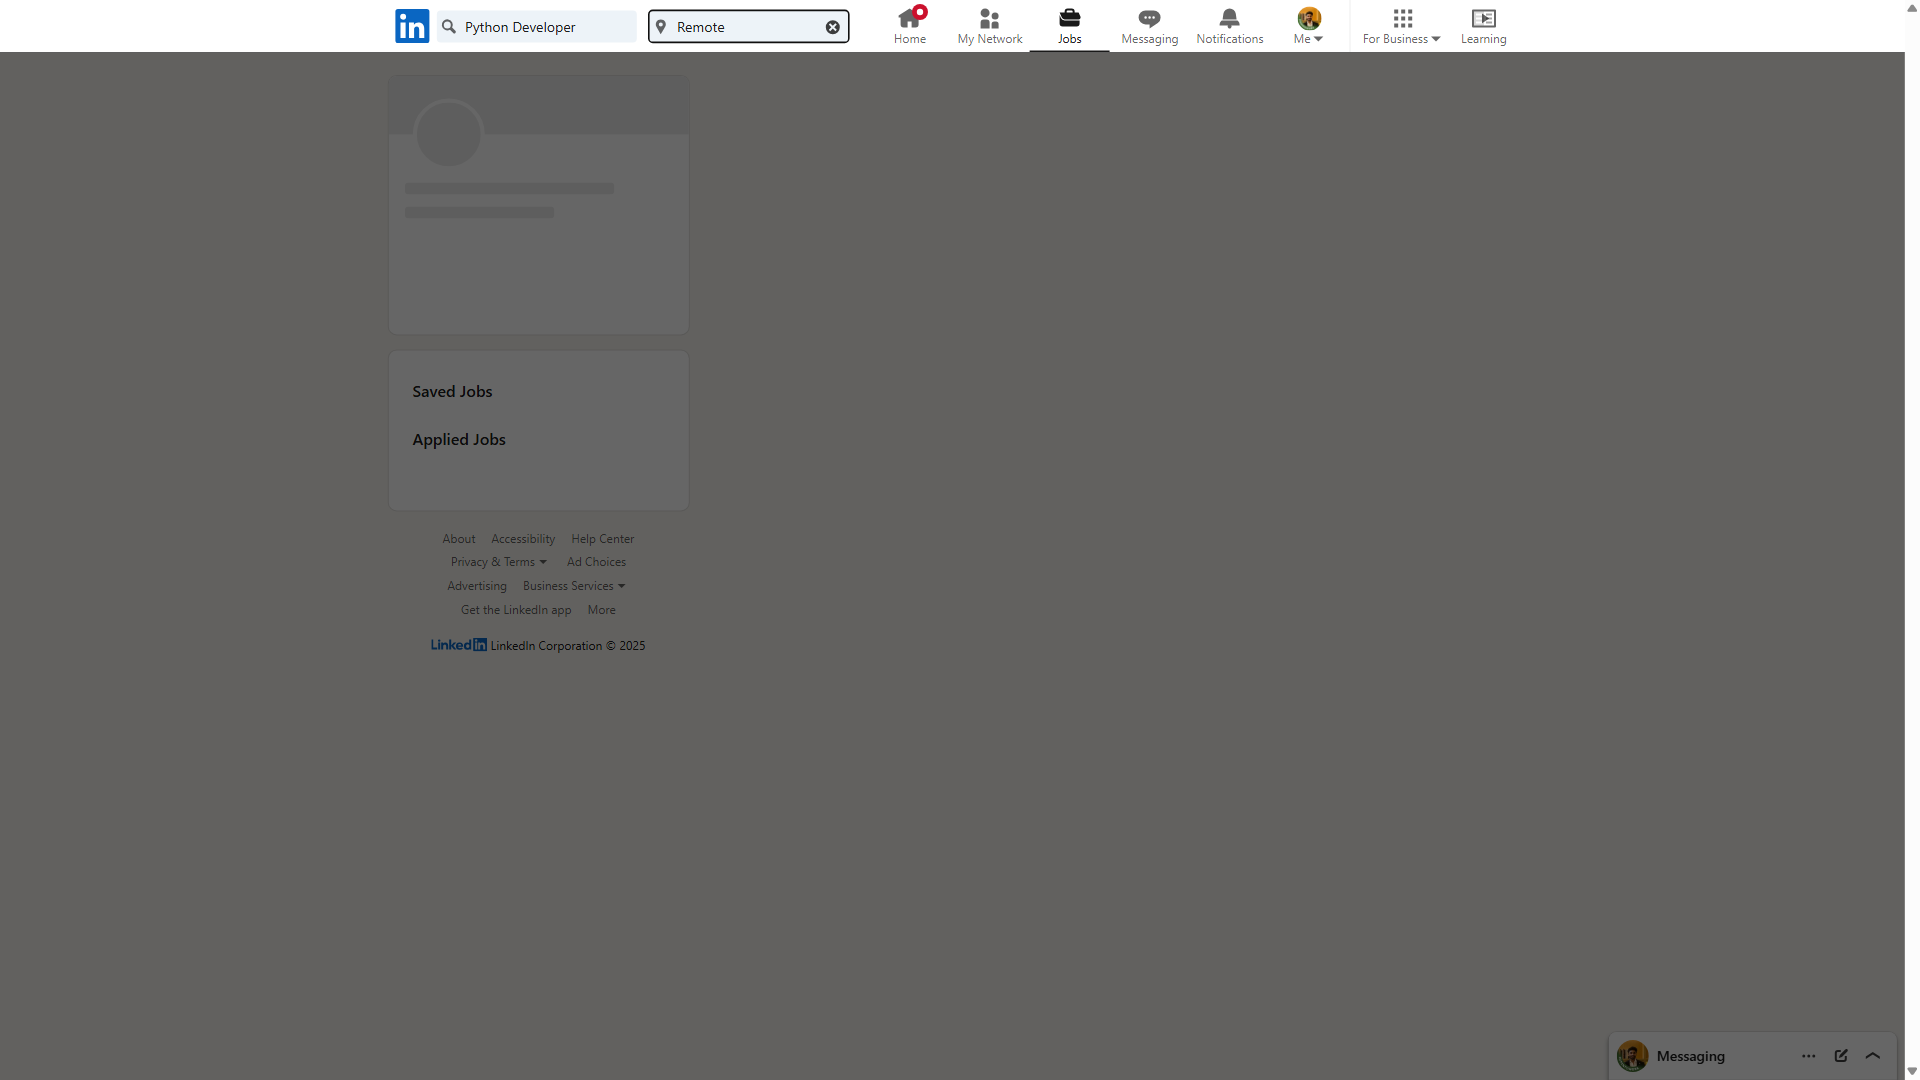 in Python Developer Remote Home My Network Jobs Messaging Notifications Me For Business Learning
Saved Jobs
Applied Jobs
About Accessibility Help Center
Privacy & Terms Ad Choices
Advertising Business Services
Get the LinkedIn app More
LinkedIn LinkedIn Corporation © 2025
Messaging